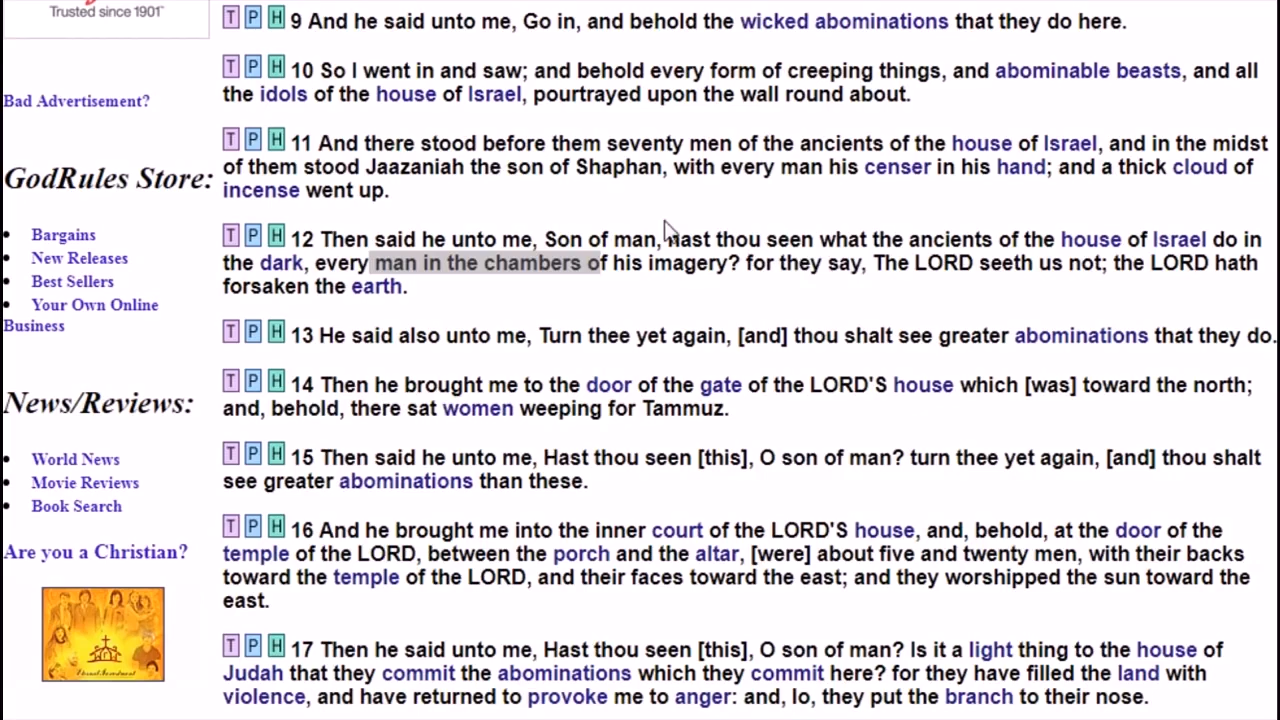 Trusted since 1901
Bad Advertisement?
GodRules Store:
Bargains
New Releases
Best Sellers
Your Own Online
Business
News/Reviews:
World News
Movie Reviews
Book Search
Are you a Christian?
T P H 9 And he said unto me, Go in, and behold the wicked abominations that they do here.
T P H 10 So I went in and saw; and behold every form of creeping things, and abominable beasts, and all
the idols of the house of Israel, pourtrayed upon the wall round about.
T P H 11 And there stood before them seventy men of the ancients of the house of Israel, and in the midst
of them stood Jaazaniah the son of Shaphan, with every man his censer in his hand; and a thick cloud of
incense went up.
T P H 12 Then said he unto me, Son of man, hast thou seen what the ancients of the house of Israel do in
the dark, every man in the chambers of his imagery? for they say, The LORD seeth us not; the LORD hath
forsaken the earth.
T P H 13 He said also unto me, Turn thee yet again, [and] thou shalt see greater abominations that they do.
T P H 14 Then he brought me to the door of the gate of the LORD'S house which [was] toward the north;
and, behold, there sat women weeping for Tammuz.
T P H 15 Then said he unto me, Hast thou seen [this], O son of man? turn thee yet again, [and] thou shalt
see greater abominations than these.
T P H 16 And he brought me into the inner court of the LORD'S house, and, behold, at the door of the
temple of the LORD, between the porch and the altar, [were] about five and twenty men, with their backs
toward the temple of the LORD, and their faces toward the east; and they worshipped the sun toward the
east.
T P H 17 Then he said unto me, Hast thou seen [this], O son of man? Is it a light thing to the house of
Judah that they commit the abominations which they commit here? for they have filled the land with
violence, and have returned to provoke me to anger: and, lo, they put the branch to their nose.